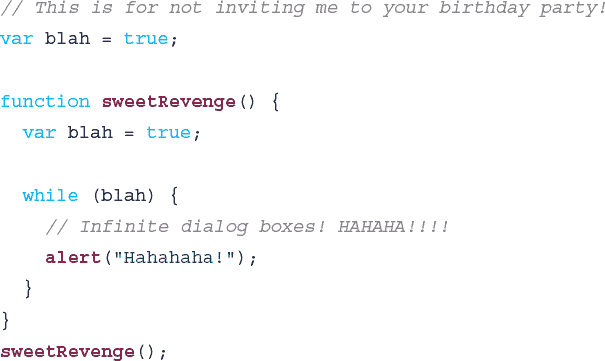 // This is for not inviting me to your birthday party!
var blah = true;
function sweetRevenge() {
var blah = true;
while (blah) {
// Infinite dialog boxes! HAHAHA!!!!
alert("Hahahaha!");
}
}
sweetRevenge();